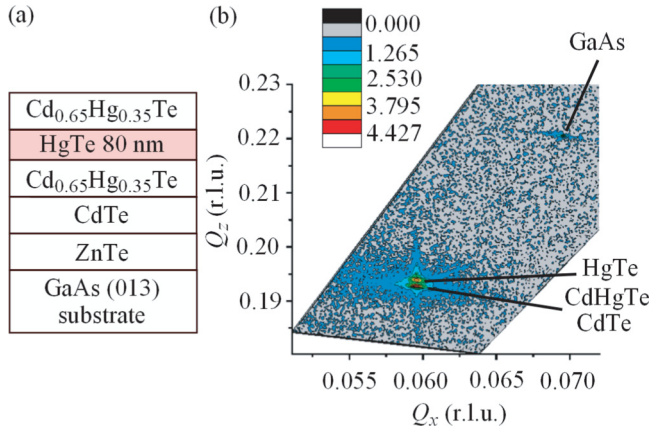 (a)
Cd0.65Hg0.35Te
HgTe 80 nm
Cd0.65Hg0.35Te
CdTe
ZnTe
GaAs (013)
substrate
(b)
0.000
1.265
2.530
3.795
4.427
GaAs
0.23
0.22
0.21
0.20
0.19
Qz (r.l.u.)
HgTe
CdHgTe
CdTe
0.055
0.060
0.065
0.070
Qx (r.l.u.)